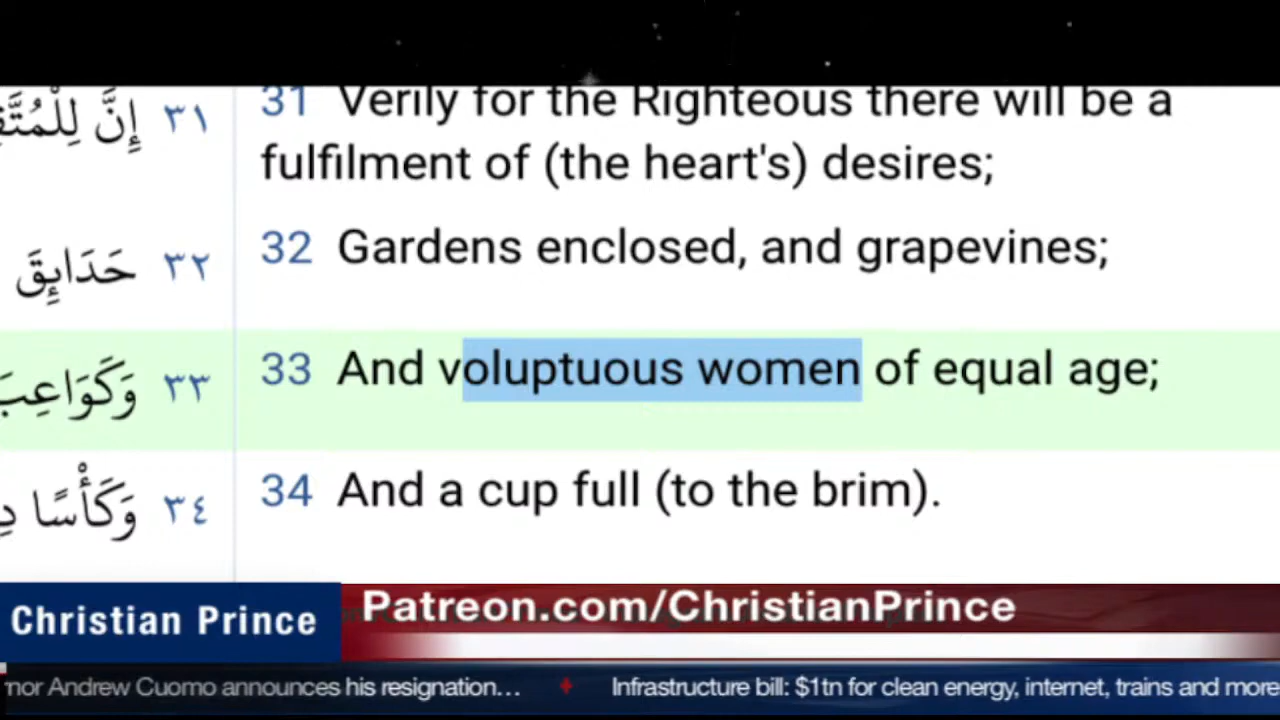 إِنَّ ٣١
31 Verily for the Righteous there will be a
fulfilment of (the heart's) desires;
حَدَايِٕقَ ٣٢
32 Gardens enclosed, and grapevines;
٣٣
33 And voluptuous women of equal age;
وَكَأْسًا ٣٤
34 And a cup full (to the brim).
Christian Prince
Patreon.com/ChristianPrince
nor Andrew Cuomo announces his resignation...
Infrastructure bill: $1tn for clean energy, internet, trains and more